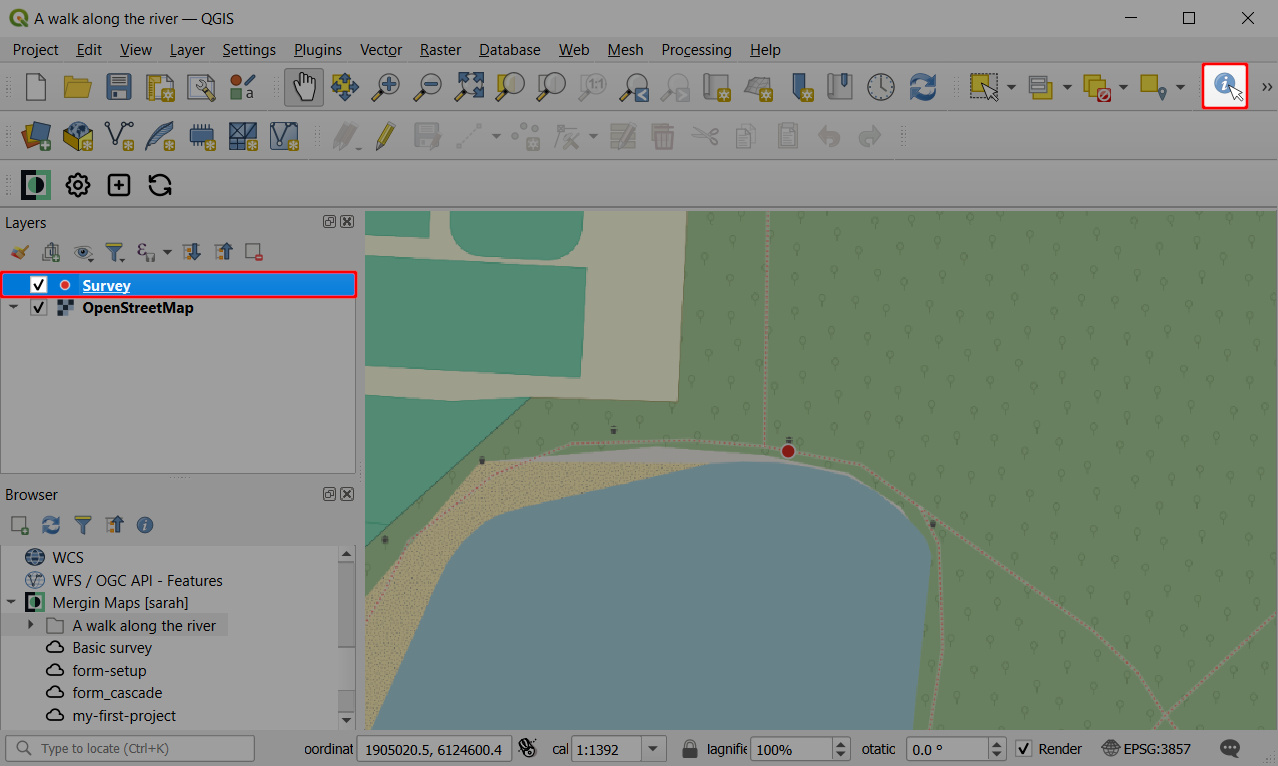 A walk along the river — QGIS
Project Edit View Layer Settings Plugins Vector Raster Database Web Mesh Processing Help
1:1
a
Layers
Survey
OpenStreetMap
Browser
WCS
WFS / OGC API - Features
Mergin Maps [sarah]
A walk along the river
Basic survey
form-setup
form_cascade
my-first-project
Type to locate (Ctrl+K) oordinat 1905020.5, 6124600.4 cal 1:1392 lagnifie 100% otatic 0.0 ° Render EPSG:3857